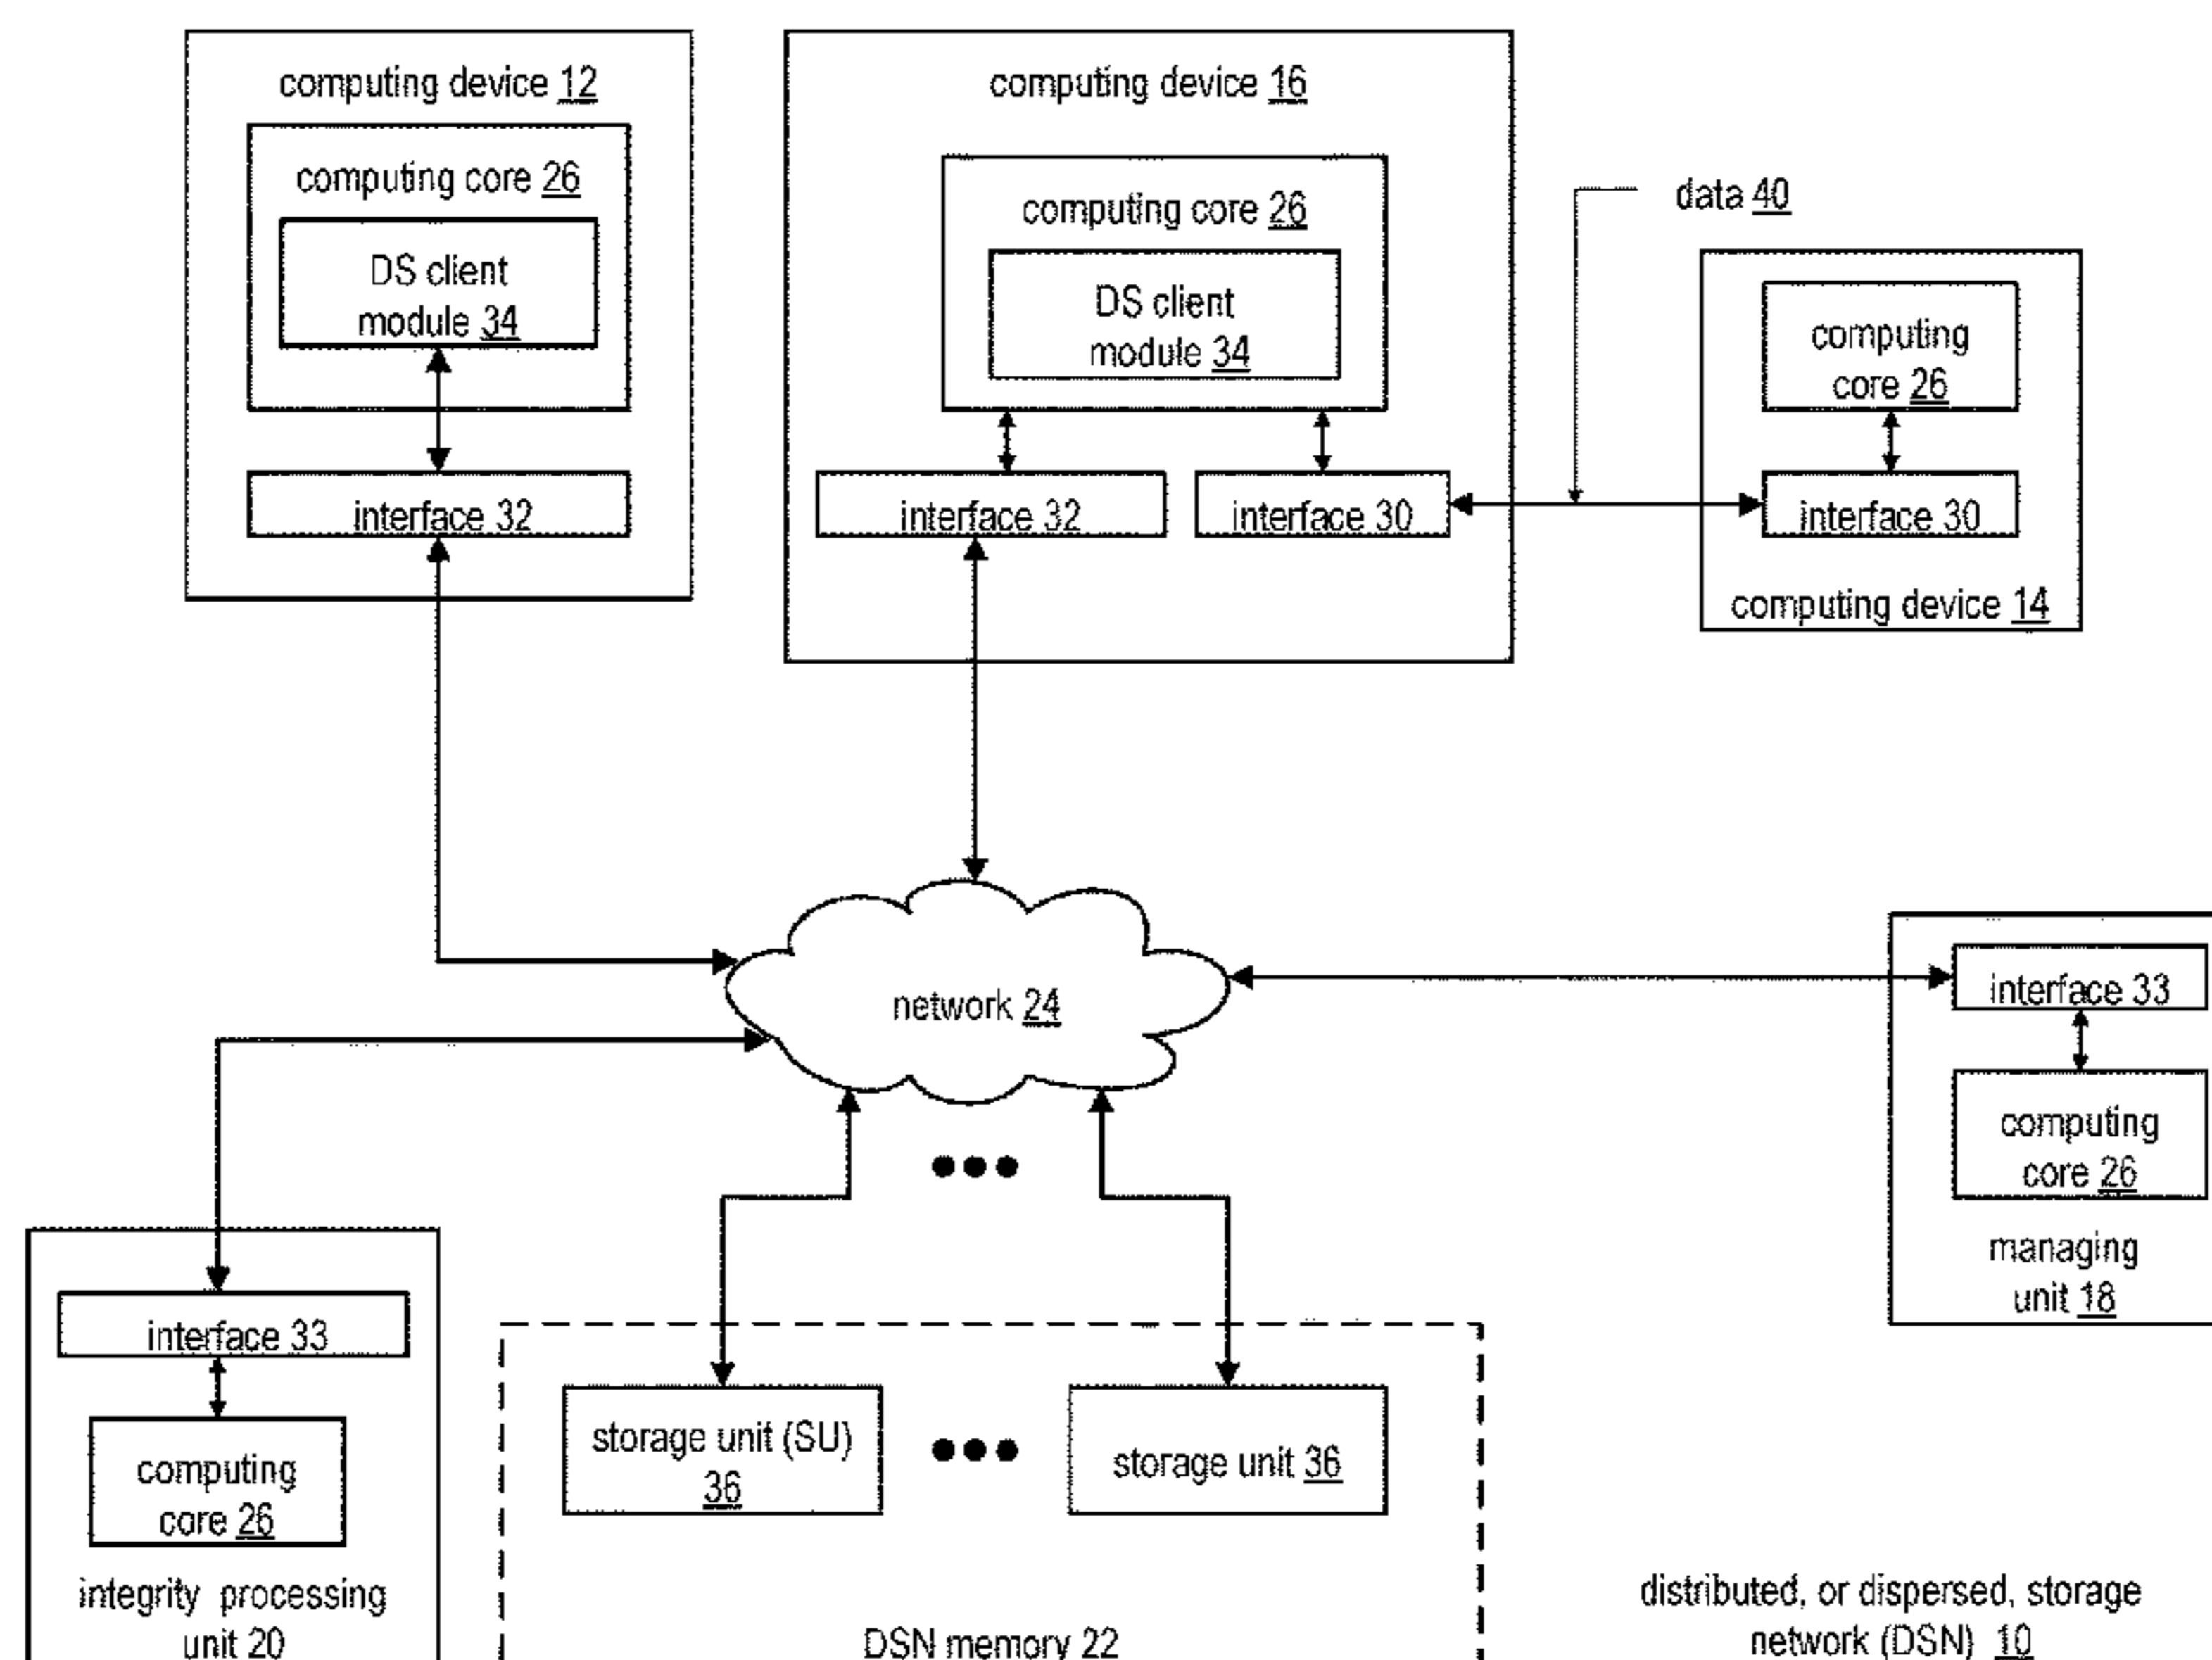 computing device 12
computing core 26
DS client
module 34
interface 32
computing device 16
computing core 26
DS client
module 34
interface 32
interface 30
data 40
computing
core 26
interface 30
computing device 14
network 24
interface 33
computing
core 26
managing
unit 18
interface 33
computing
core 26
integrity processing
unit 20
storage unit (SU)
36
storage unit 36
DSN memory 22
distributed, or dispersed, storage
network (DSN) 10